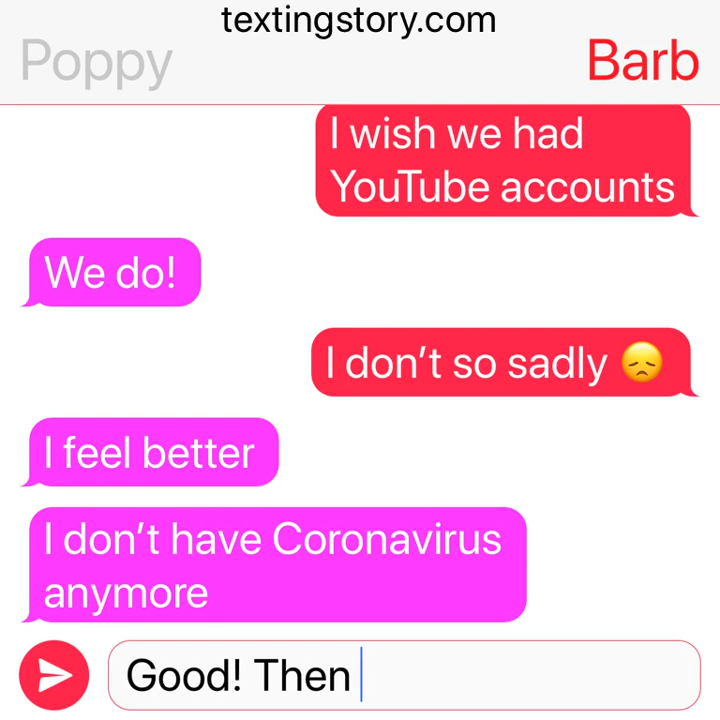 textingstory.com
Poppy
Barb
I wish we had
YouTube accounts
We do!
I don’t so sadly 😞
I feel better
I don’t have Coronavirus
anymore
Good! Then